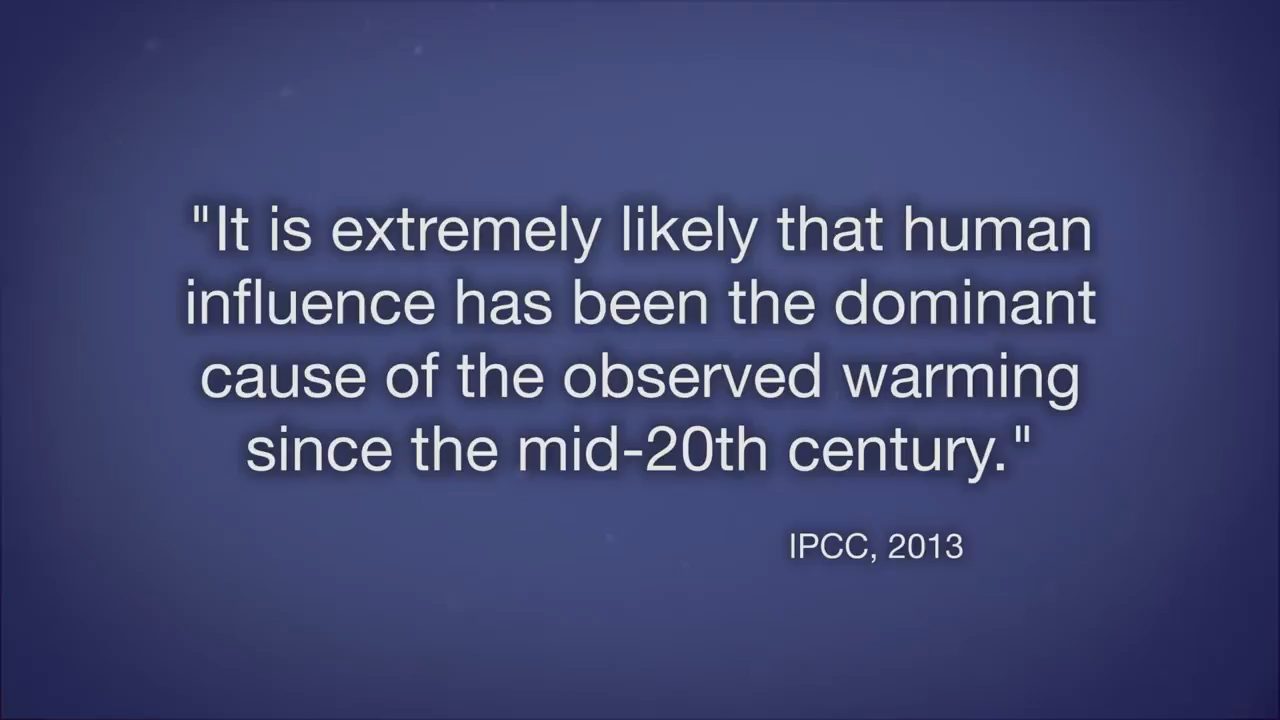 "It is extremely likely that human
influence has been the dominant
cause of the observed warming
since the mid-20th century."
IPCC, 2013